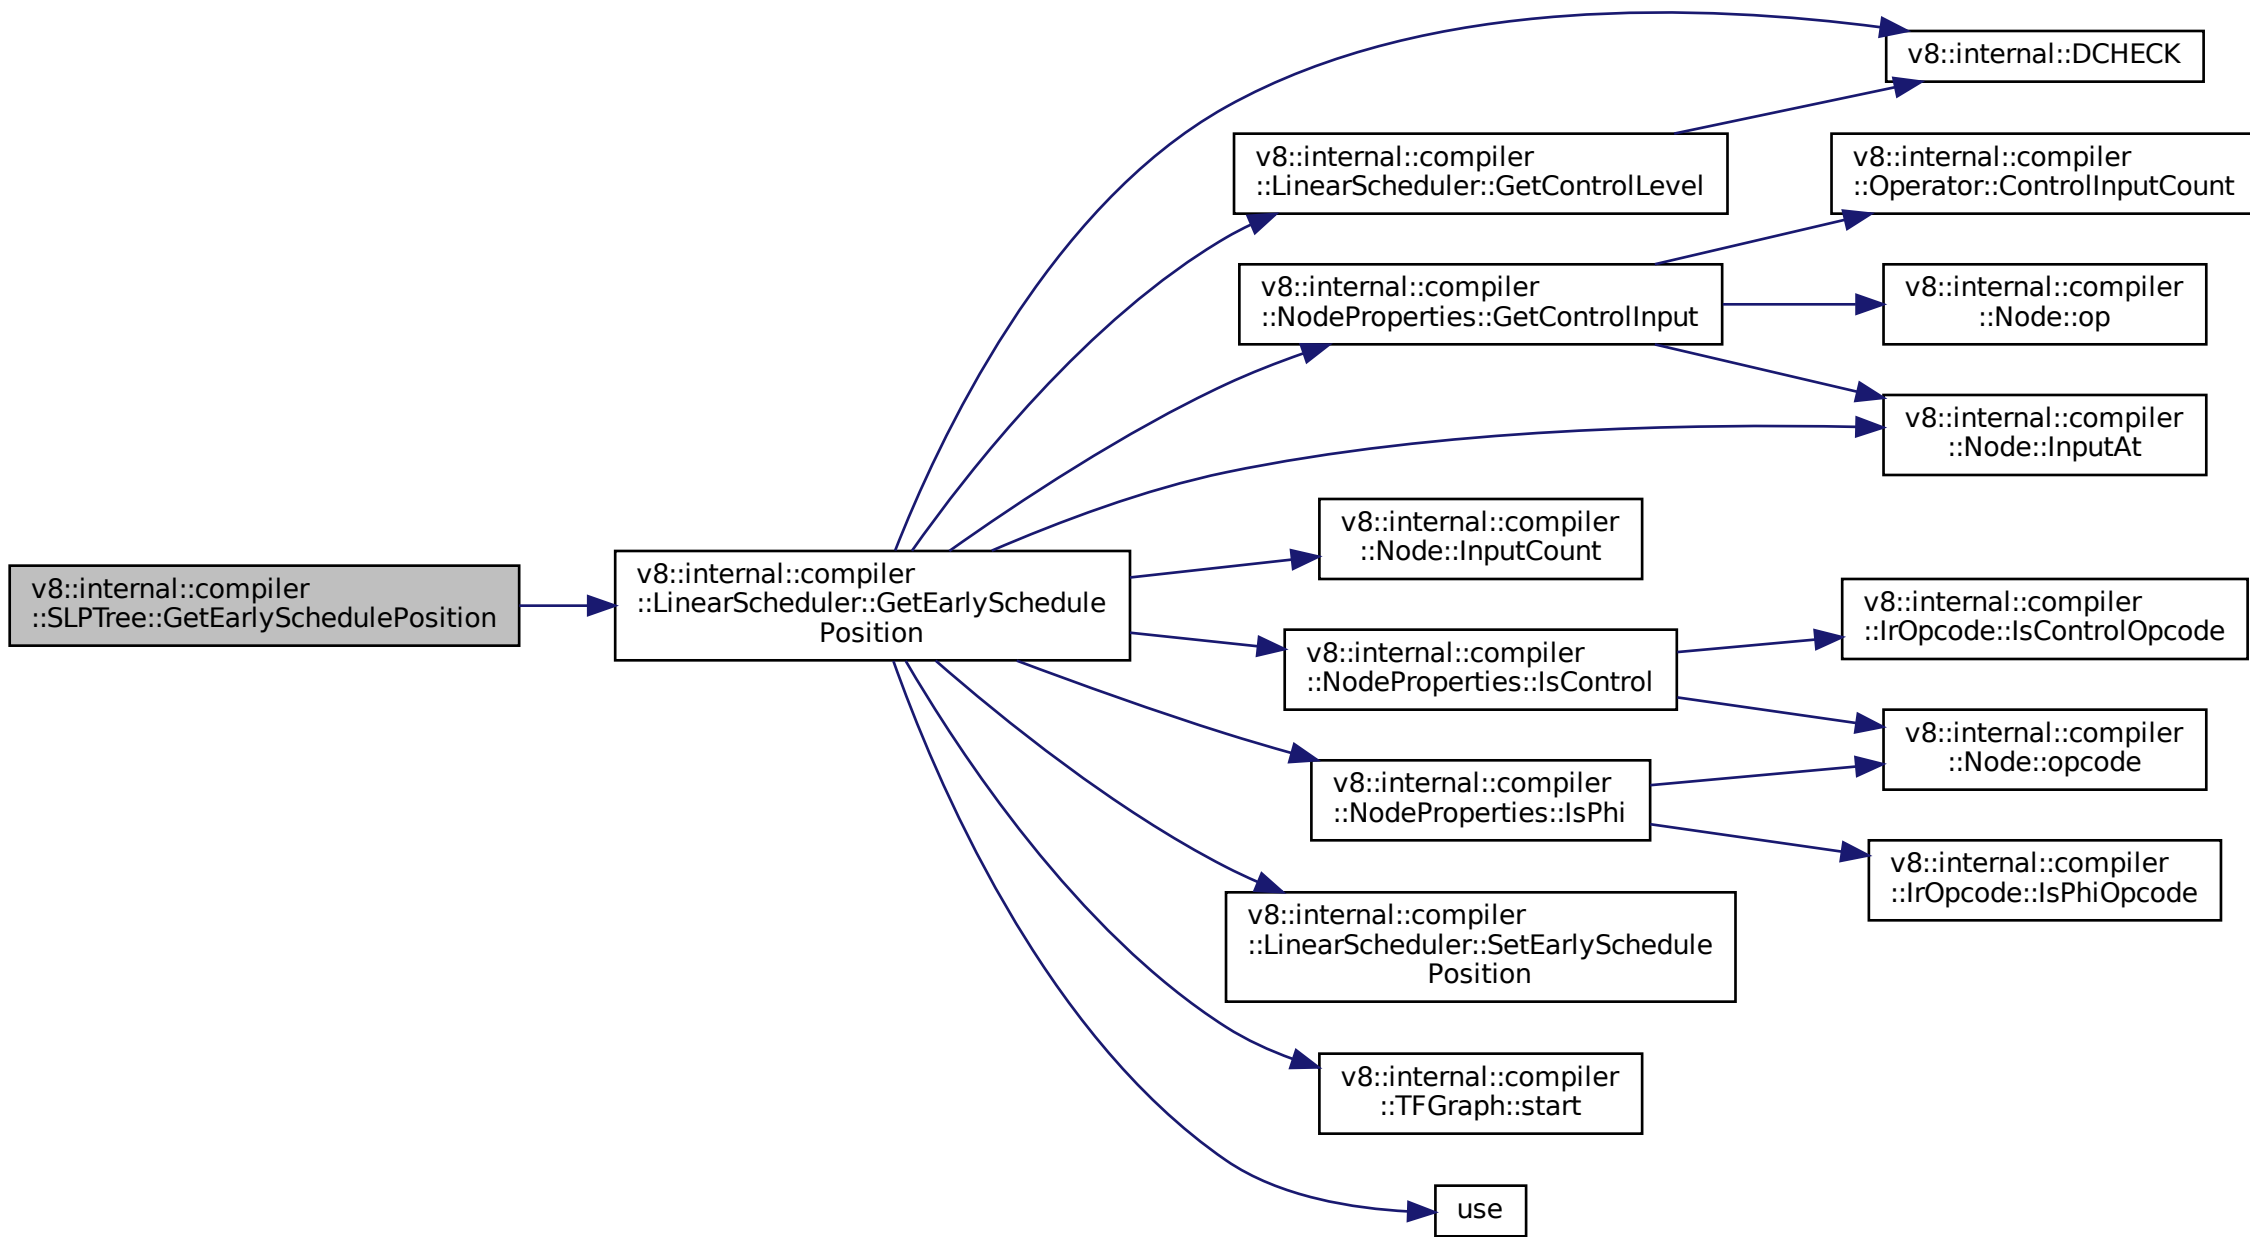 v8::internal::compiler
::SLPTree::GetEarlySchedulePosition
v8::internal::compiler
::LinearScheduler::GetEarlySchedule
Position
v8::internal::DCHECK
v8::internal::compiler
::LinearScheduler::GetControlLevel
v8::internal::compiler
::Operator::ControlInputCount
v8::internal::compiler
::NodeProperties::GetControlInput
v8::internal::compiler
::Node::op
v8::internal::compiler
::Node::InputAt
v8::internal::compiler
::Node::InputCount
v8::internal::compiler
::NodeProperties::IsControl
v8::internal::compiler
::IrOpcode::IsControlOpcode
v8::internal::compiler
::Node::opcode
v8::internal::compiler
::NodeProperties::IsPhi
v8::internal::compiler
::IrOpcode::IsPhiOpcode
v8::internal::compiler
::LinearScheduler::SetEarlySchedule
Position
v8::internal::compiler
::TFGraph::start
use